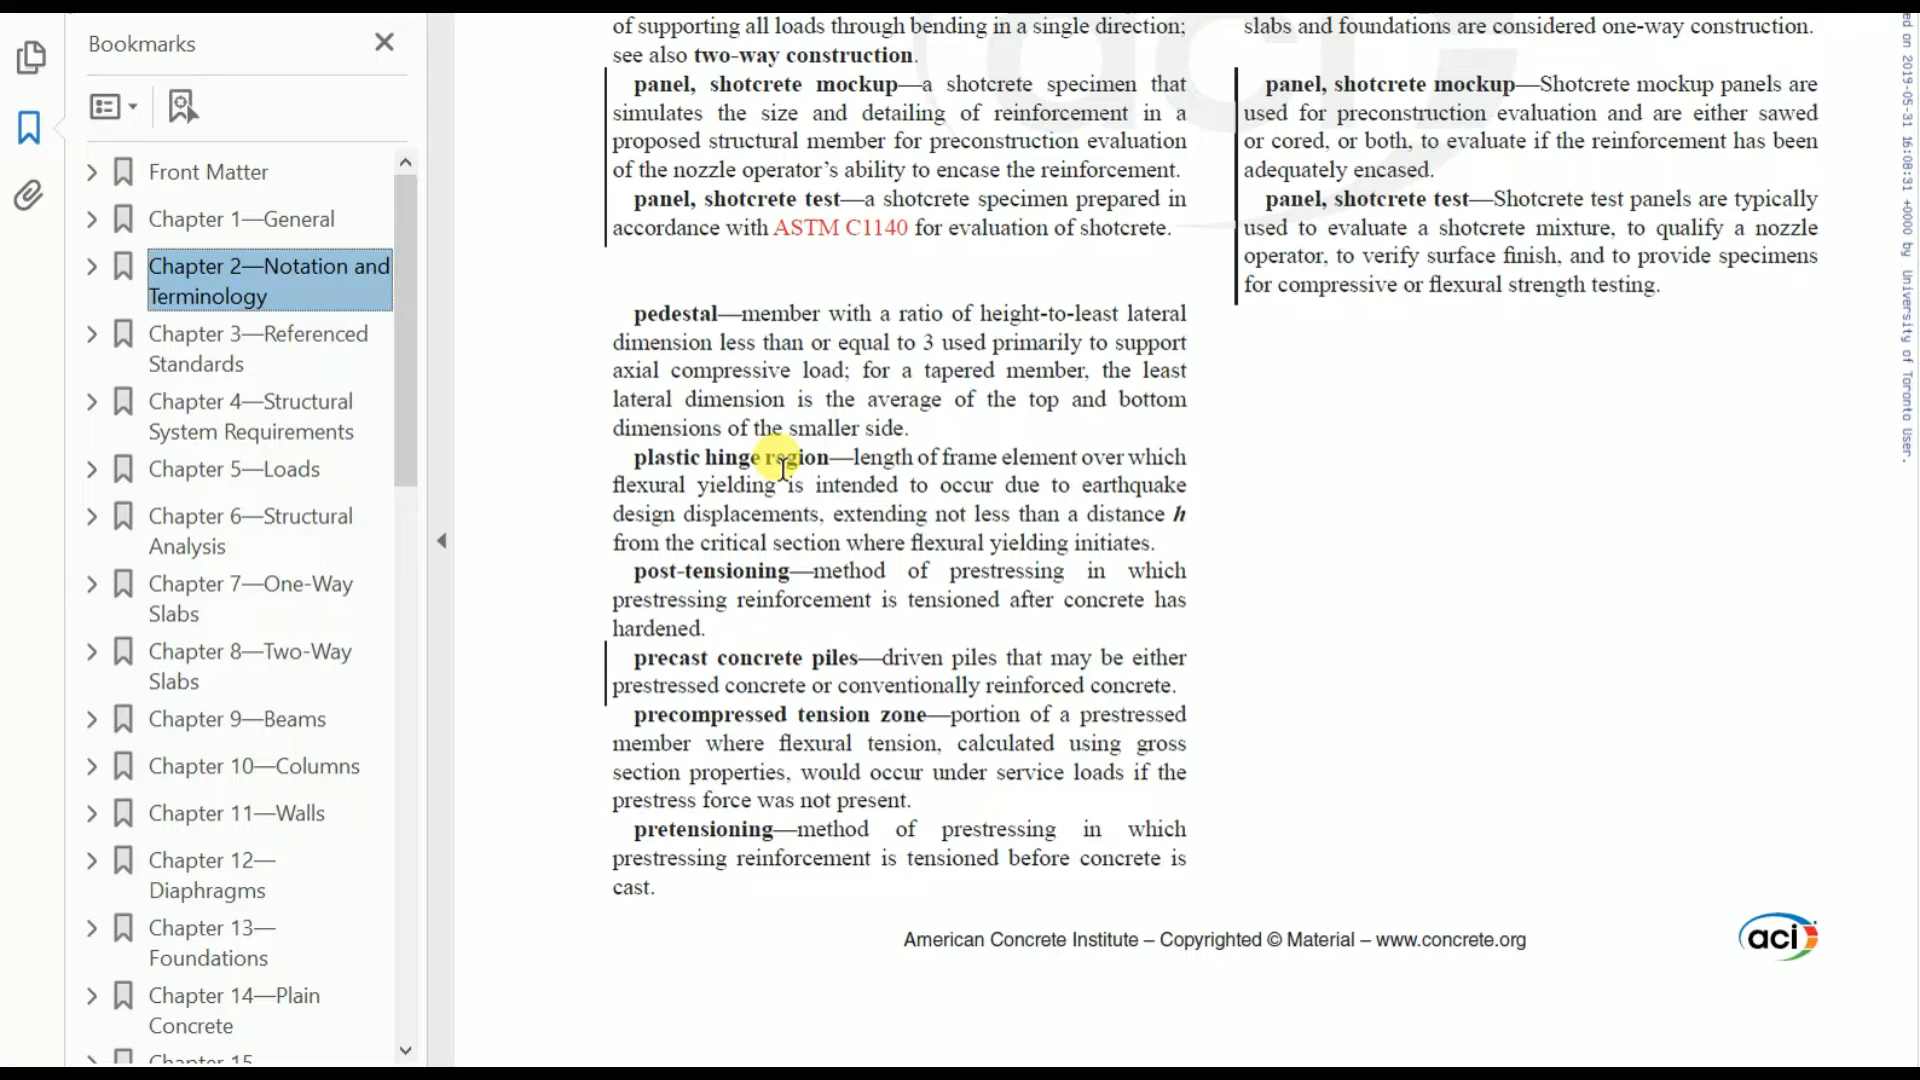 Bookmarks
Front Matter
Chapter 1—General
Chapter 2—Notation and
Terminology
Chapter 3—Referenced
Standards
Chapter 4—Structural
System Requirements
Chapter 5—Loads
Chapter 6—Structural
Analysis
Chapter 7—One-Way
Slabs
Chapter 8—Two-Way
Slabs
Chapter 9—Beams
Chapter 10—Columns
Chapter 11—Walls
Chapter 12—
Diaphragms
Chapter 13—
Foundations
Chapter 14—Plain
Concrete
Chapter 15
of supporting all loads through bending in a single direction;
see also two-way construction.
panel, shotcrete mockup—a shotcrete specimen that
simulates the size and detailing of reinforcement in a
proposed structural member for preconstruction evaluation
of the nozzle operator's ability to encase the reinforcement.
panel, shotcrete test—a shotcrete specimen prepared in
accordance with ASTM C1140 for evaluation of shotcrete.
pedestal—member with a ratio of height-to-least lateral
dimension less than or equal to 3 used primarily to support
axial compressive load; for a tapered member, the least
lateral dimension is the average of the top and bottom
dimensions of the smaller side.
plastic hinge region—length of frame element over which
flexural yielding is intended to occur due to earthquake
design displacements, extending not less than a distance h
from the critical section where flexural yielding initiates.
post-tensioning—method of prestressing in which
prestressing reinforcement is tensioned after concrete has
hardened.
precast concrete piles—driven piles that may be either
prestressed concrete or conventionally reinforced concrete.
precompressed tension zone—portion of a prestressed
member where flexural tension, calculated using gross
section properties, would occur under service loads if the
prestress force was not present.
pretensioning—method of prestressing in which
prestressing reinforcement is tensioned before concrete is
cast.
slabs and foundations are considered one-way construction.
panel, shotcrete mockup—Shotcrete mockup panels are
used for preconstruction evaluation and are either sawed
or cored, or both, to evaluate if the reinforcement has been
adequately encased.
panel, shotcrete test—Shotcrete test panels are typically
used to evaluate a shotcrete mixture, to qualify a nozzle
operator, to verify surface finish, and to provide specimens
for compressive or flexural strength testing.
American Concrete Institute – Copyrighted © Material – www.concrete.org
aci
aci
ed on 2019-05-31 16:08:31 +0000 by University of Toronto User.